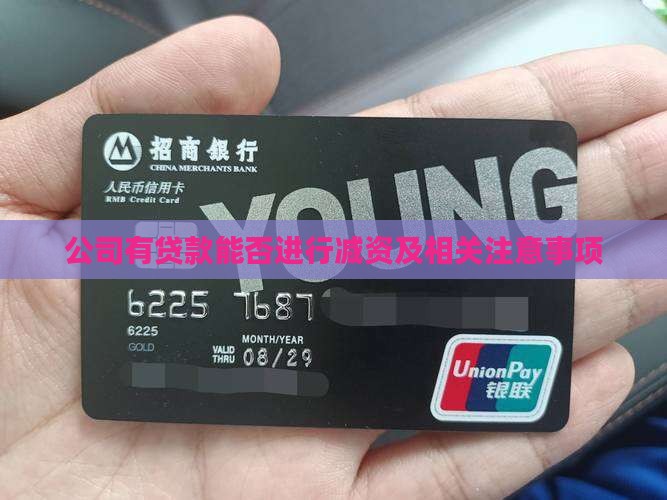 招商银行
CHINA MERCHANTS BANK
人民币信用卡
RMB Credit Card
YOUNG
公司有贷款能否进行减资及相关注意事项
6225 7687
6225
GOLD
VALID THRU
MONTH/YEAR
08/29
UnionPay
银联